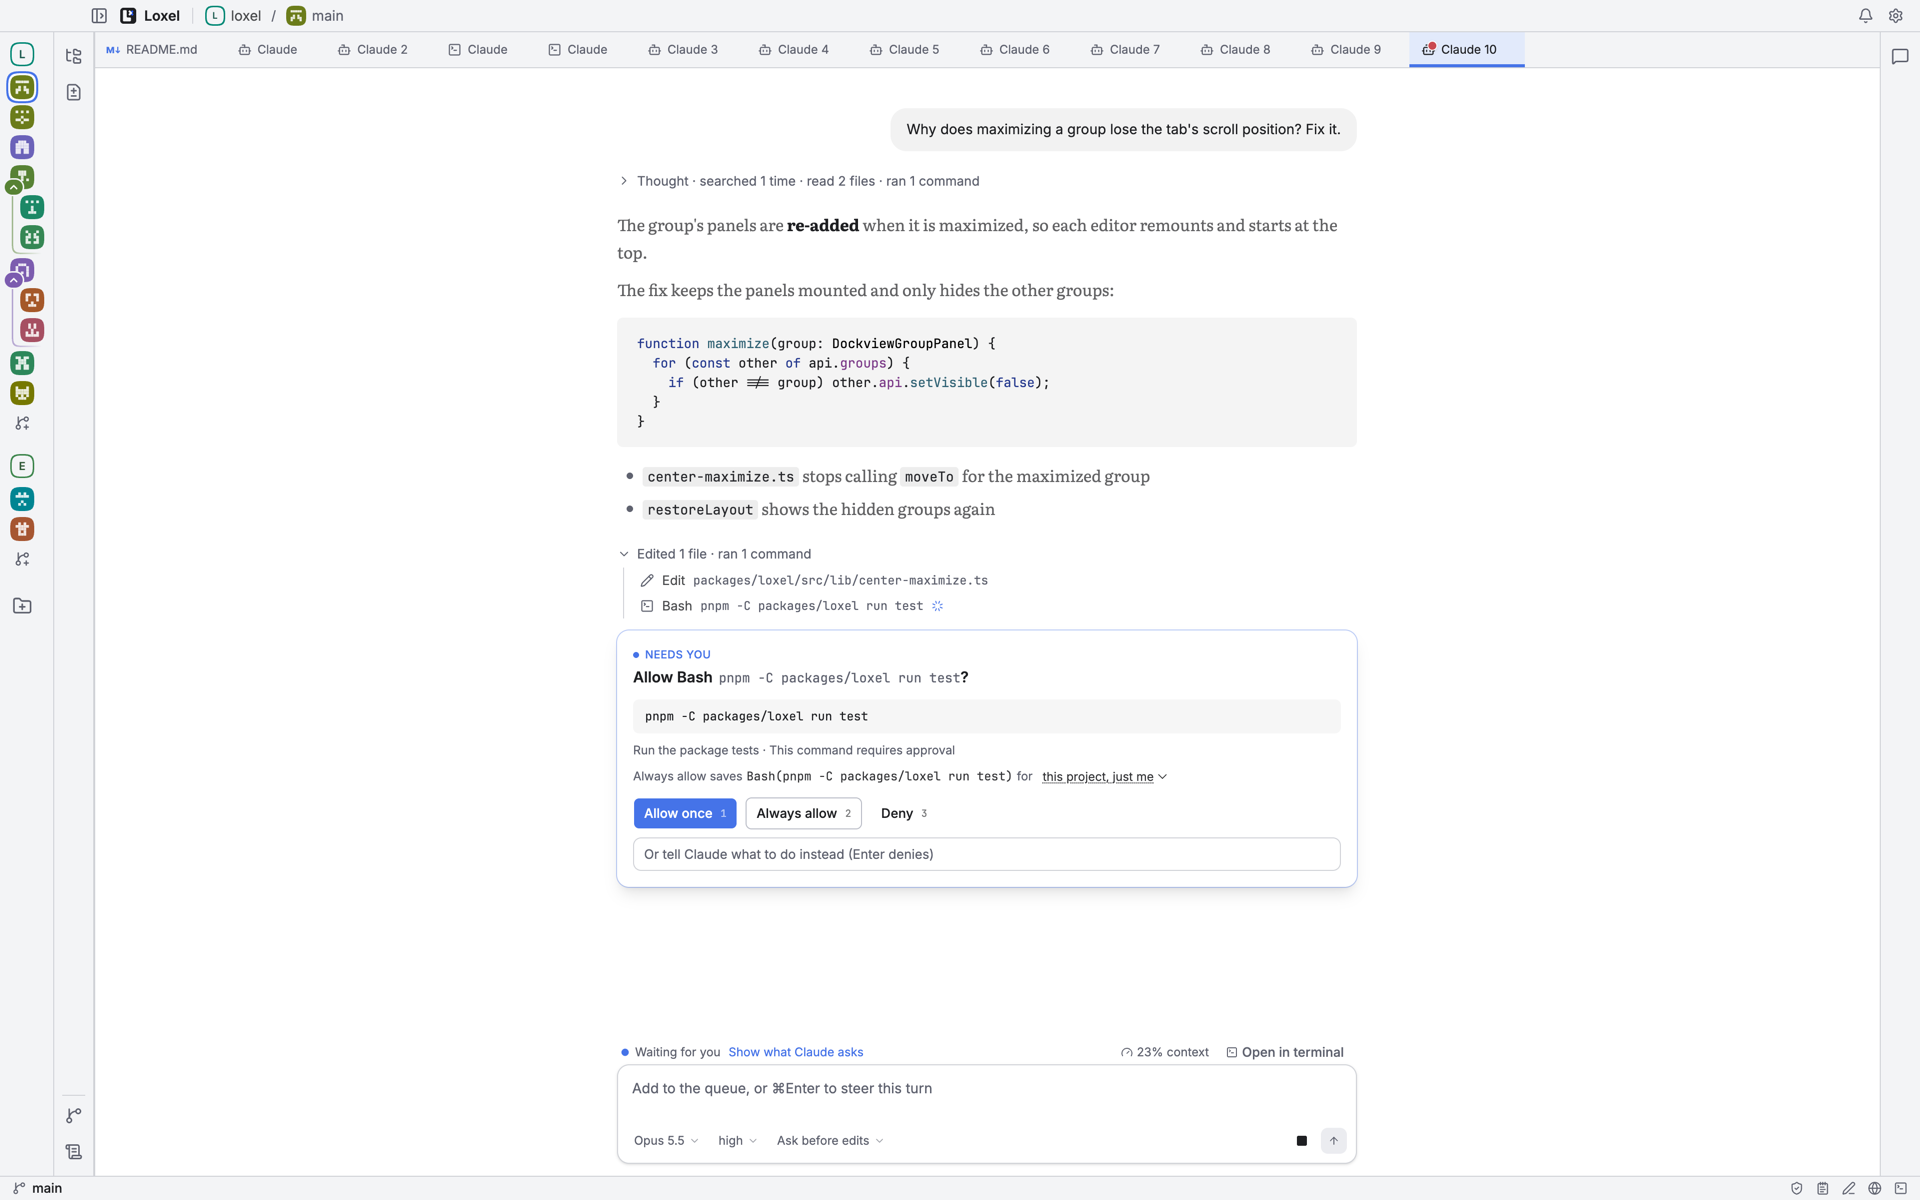 Loxel
L loxel / main
L
E
README.md
Claude
Claude 2
Claude
Claude
Claude 3
Claude 4
Claude 5
Claude 6
Claude 7
Claude 8
Claude 9
Claude 10
Why does maximizing a group lose the tab's scroll position? Fix it.
Thought · searched 1 time · read 2 files · ran 1 command
The group's panels are re-added when it is maximized, so each editor remounts and starts at the
top.
The fix keeps the panels mounted and only hides the other groups:
function maximize(group: DockviewGroupPanel) {
for (const other of api.groups) {
if (other !== group) other.api.setVisible(false);
}
}
center-maximize.ts stops calling moveTo for the maximized group
restoreLayout shows the hidden groups again
Edited 1 file · ran 1 command
Edit packages/loxel/src/lib/center-maximize.ts
Bash pnpm -C packages/loxel run test
NEEDS YOU
Allow Bash pnpm -C packages/loxel run test?
pnpm -C packages/loxel run test
Run the package tests · This command requires approval
Always allow saves Bash(pnpm -C packages/loxel run test) for this project, just me
Allow once 1
Always allow 2
Deny 3
Or tell Claude what to do instead (Enter denies)
Waiting for you Show what Claude asks
23% context
Open in terminal
Add to the queue, or ⌘Enter to steer this turn
Opus 5.5
high
Ask before edits
main